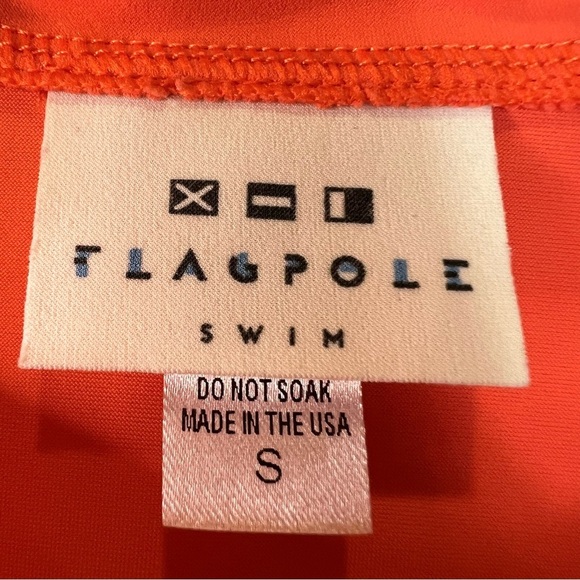 FLAGPOLE
SWIM
DO NOT SOAK
MADE IN THE USA
S